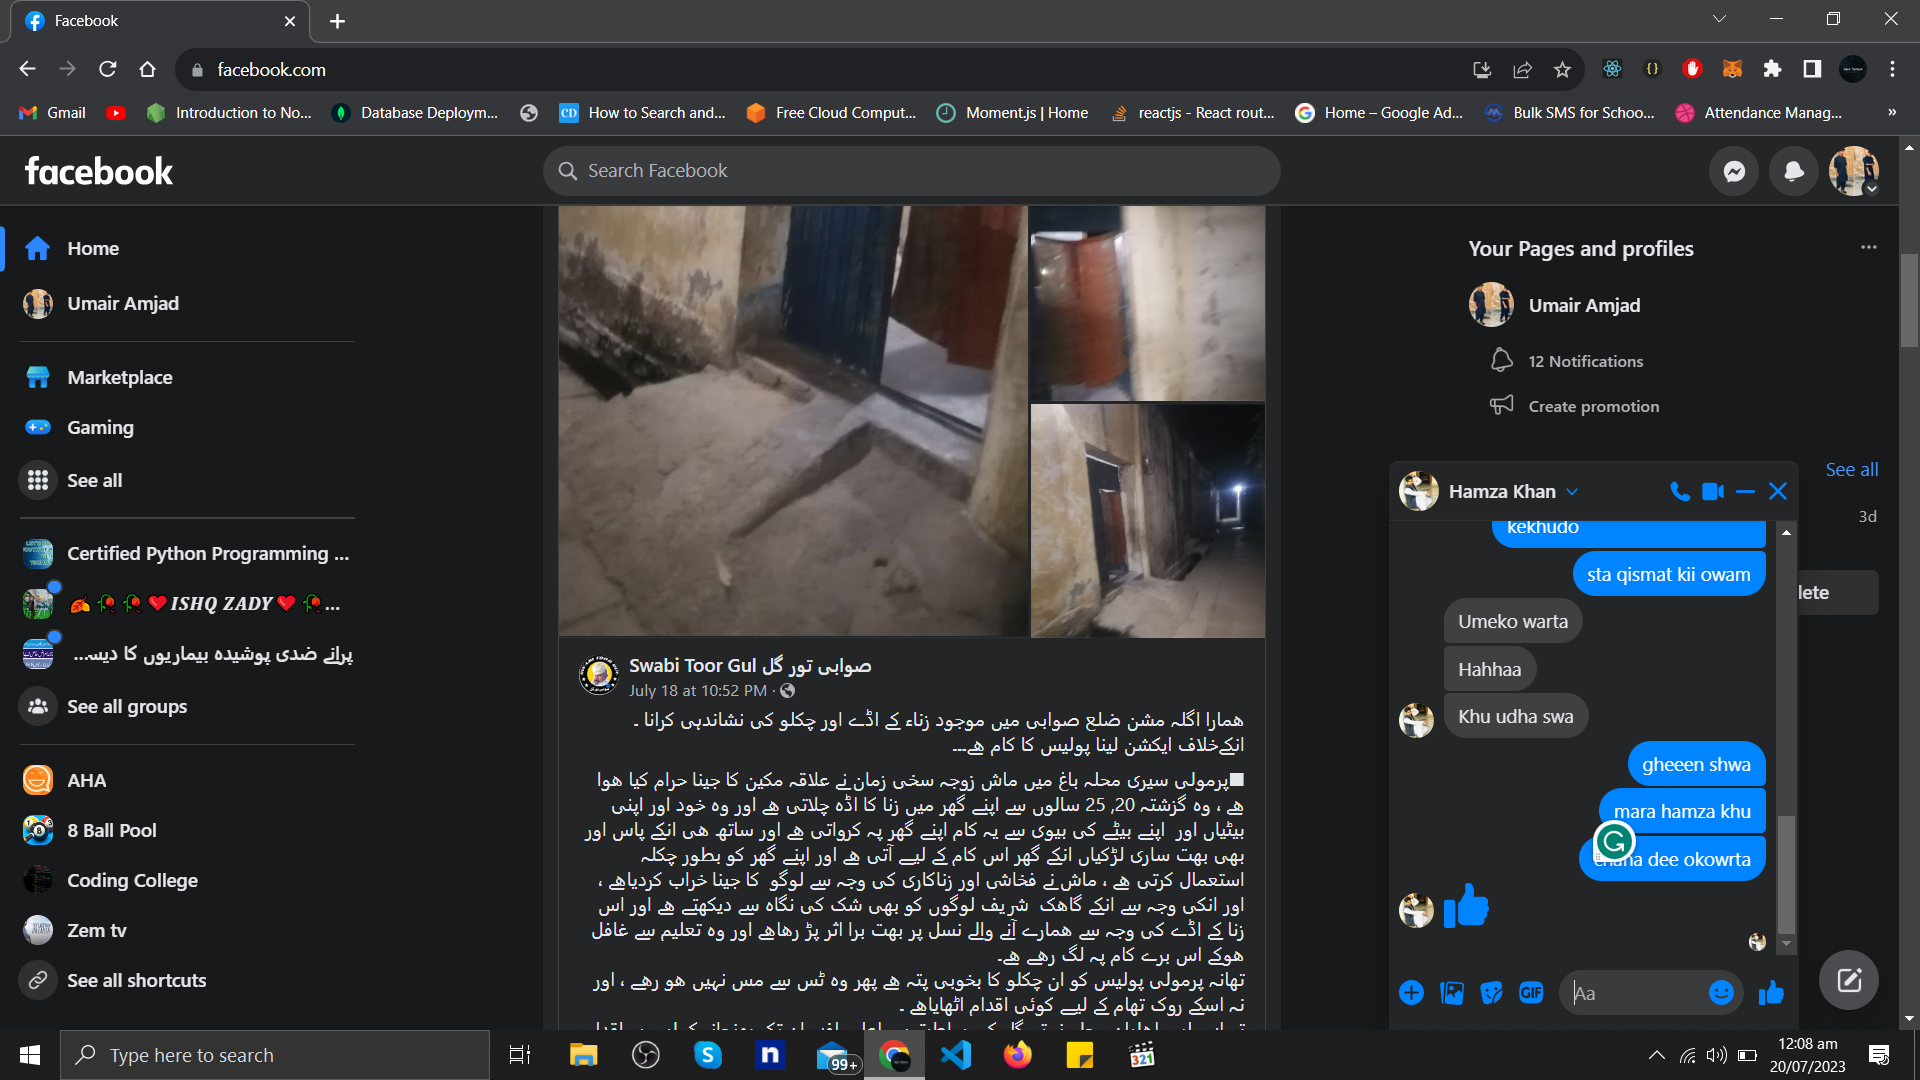 Facebook
facebook.com
Gmail
Introduction to No...
Database Deploym...
CD
How to Search and...
Free Cloud Comput...
Moment.js | Home
reactjs - React rout...
Home – Google Ad...
Bulk SMS for Schoo...
Attendance Manag...
»
facebook
Search Facebook
Home
Umair Amjad
Marketplace
Gaming
See all
Certified Python Programming ...
ISHQ ZADY ...
پرانے ضدی پوشیدہ بیماریوں کا دیسـ...
See all groups
AHA
8 Ball Pool
Coding College
Zem tv
See all shortcuts
Swabi Toor Gul صوابی تور گل
July 18 at 10:52 PM ·
ھمارا اگلہ مشن ضلع صوابی میں موجود زناء کے اڈے اور چکلو کی نشاندہی کرانا ۔
انکےخلاف ایکشن لینا پولیس کا کام ھے۔۔۔
■پرمولی سیری محلہ باغ میں ماش زوجہ سخی زمان نے علاقہ مکین کا جینا حرام کیا ھوا
ھے ، وہ گزشتہ 20, 25 سالوں سے اپنے گھر میں زنا کا اڈہ چلاتی ھے اور وہ خود اور اپنی
بیٹیاں اور اپنے بیٹے کی بیوی سے یہ کام اپنے گھر پہ کرواتی ھے اور ساتھ ھی انکے پاس اور
بھی بھت ساری لڑکیاں انکے گھر اس کام کے لیے آتی ھے اور اپنے گھر کو بطور چکلہ
استعمال کرتی ھے ، ماش نے فخاشی اور زناکاری کی وجہ سے لوگو کا جینا خراب کردیاھے ،
اور انکی وجہ سے انکے گاھک شریف لوگوں کو بھی شک کی نگاہ سے دیکھتے ھے اور اس
زنا کے اڈے کی وجہ سے ھمارے آنے والے نسل پر بھت برا اثر پڑ رھاھے اور وہ تعلیم سے غافل
ھوکے اس برے کام پہ لگ رھے ھے۔
تھانہ پرمولی پولیس کو ان چکلو کا بخوبی پتہ ھے پھر وہ ٹس سے مس نہیں ھو رھے ، اور
نہ اسکے روک تھام کے لیے کوئی اقدام اٹھایاھے ۔
Your Pages and profiles
Umair Amjad
12 Notifications
Create promotion
See all
3d
lete
Hamza Khan
kekhudo
sta qismat kii owam
Umeko warta
Hahhaa
Khu udha swa
gheeen shwa
mara hamza khu
dee okowrta
GIF
Aa
Type here to search
99+
321
12:08 am
20/07/2023